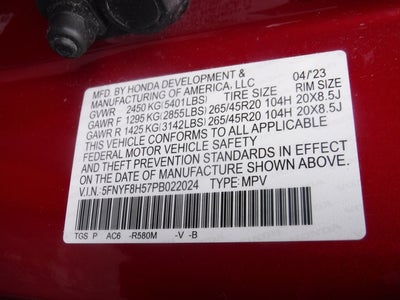 MFD. BY HONDA DEVELOPMENT & 04/'23
MANUFACTURING OF AMERICA, LLC
GVWR 2450 KG(5401LBS) TIRE SIZE RIM SIZE
GAWR F 1295 KG(2855LBS) 265/45R20 104H 20X8.5J
GAWR R 1425 KG(3142LBS) 265/45R20 104H 20X8.5J
THIS VEHICLE CONFORMS TO ALL APPLICABLE
FEDERAL MOTOR VEHICLE SAFETY AND
THEFT PREVENTION STANDARDS IN EFFECT ON THE
DATE OF MANUFACTURE SHOWN ABOVE.
V.I.N. 5FNYF8H57PB022024 TYPE: MPV
TGS P AC6 -R580M -V -B